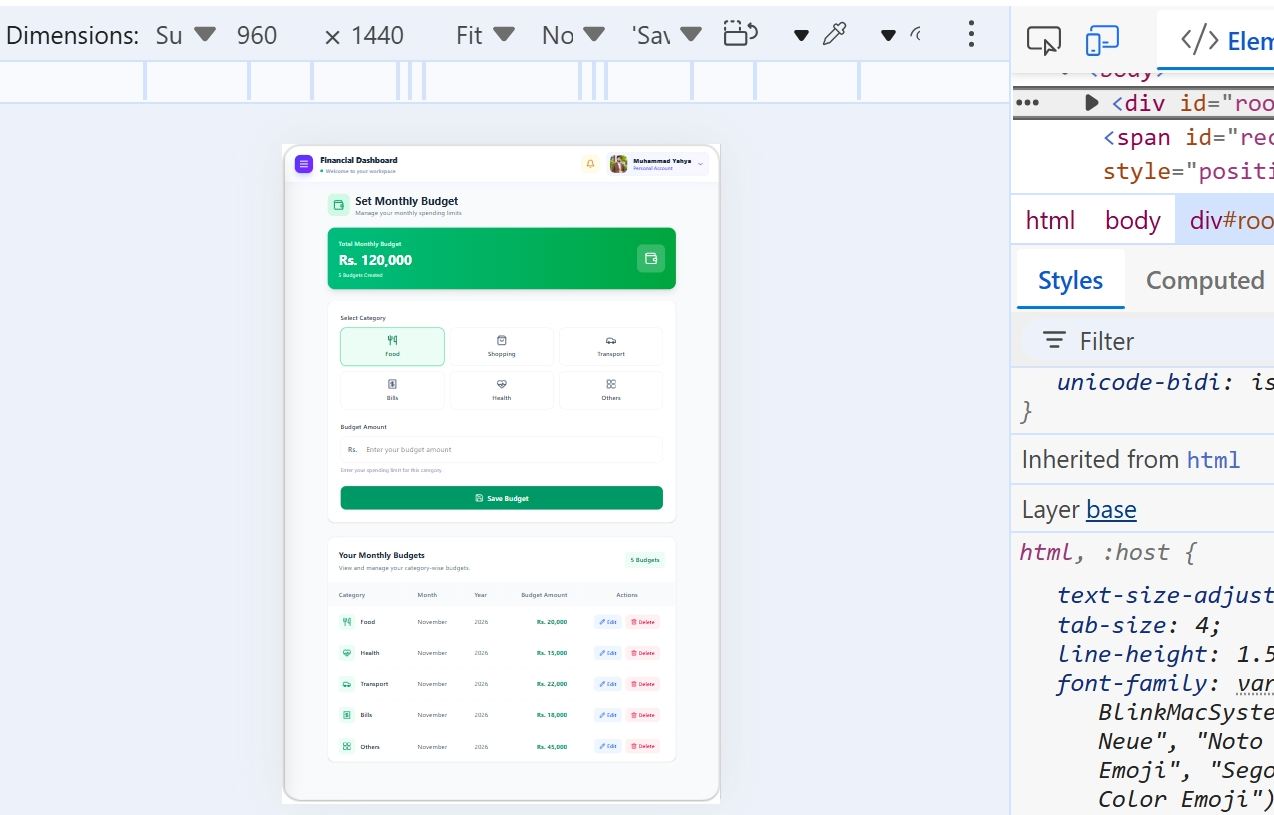 Dimensions: Su 960 × 1440 Fit No 'Sav
Elem
<body>
<div id="roo
<span id="rec
style="positi
html body div#roo
Styles Computed
Filter
unicode-bidi: is
}
Inherited from html
Layer base
html, :host {
text-size-adjust
tab-size: 4;
line-height: 1.5
font-family: var
BlinkMacSyste
Neue", "Noto
Emoji", "Sego
Color Emoji")
Financial Dashboard
Welcome to your workspace
Muhammad Yahya
Personal Account
Set Monthly Budget
Manage your monthly spending limits
Total Monthly Budget
Rs. 120,000
5 Budgets Created
Select Category
Food Shopping Transport
Bills Health Others
Budget Amount
Rs. Enter your budget amount
Enter your spending limit for this category.
Save Budget
Your Monthly Budgets
View and manage your category-wise budgets.
5 Budgets
Category Month Year Budget Amount Actions
Food November 2026 Rs. 20,000 Edit Delete
Health November 2026 Rs. 15,000 Edit Delete
Transport November 2026 Rs. 22,000 Edit Delete
Bills November 2026 Rs. 18,000 Edit Delete
Others November 2026 Rs. 45,000 Edit Delete